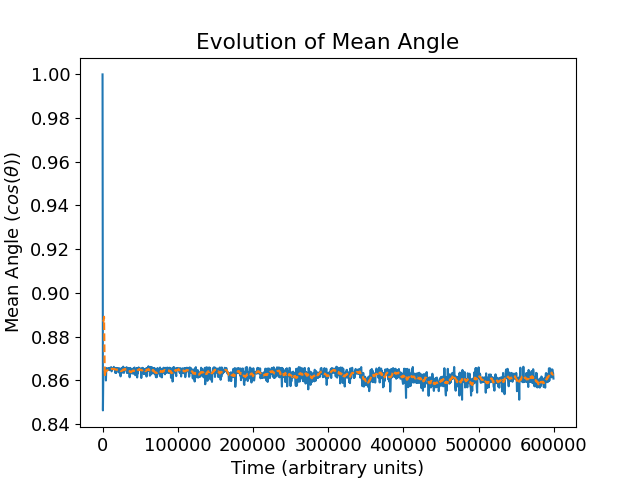 Evolution of Mean Angle
1.00
0.98
0.96
0.94
0.92
0.90
0.88
0.86
0.84
Mean Angle (cos(θ))
0 100000 200000 300000 400000 500000 600000
Time (arbitrary units)